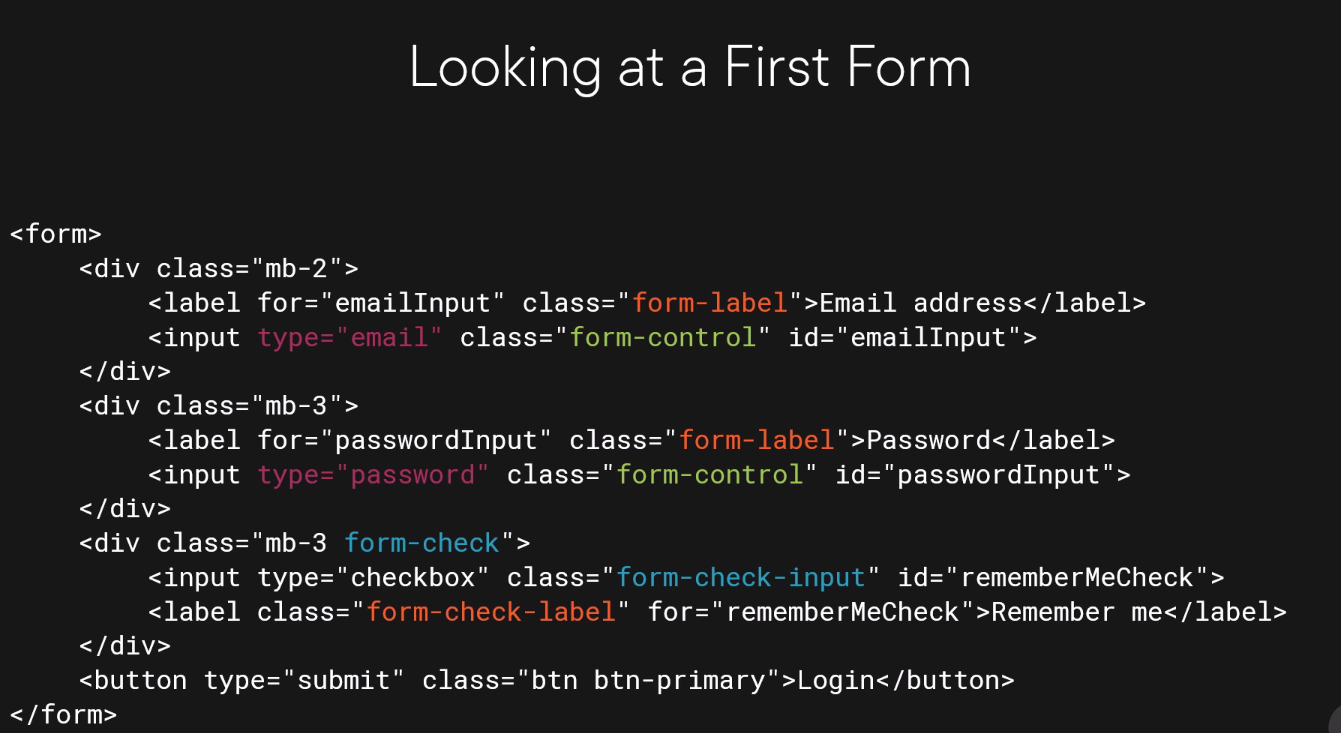 Looking at a First Form
<form>
<div class="mb-2">
<label for="emailInput" class="form-label">Email address</label>
<input type="email" class="form-control" id="emailInput">
</div>
<div class="mb-3">
<label for="passwordInput" class="form-label">Password</label>
<input type="password" class="form-control" id="passwordInput">
</div>
<div class="mb-3 form-check">
<input type="checkbox" class="form-check-input" id="rememberMeCheck">
<label class="form-check-label" for="rememberMeCheck">Remember me</label>
</div>
<button type="submit" class="btn btn-primary">Login</button>
</form>